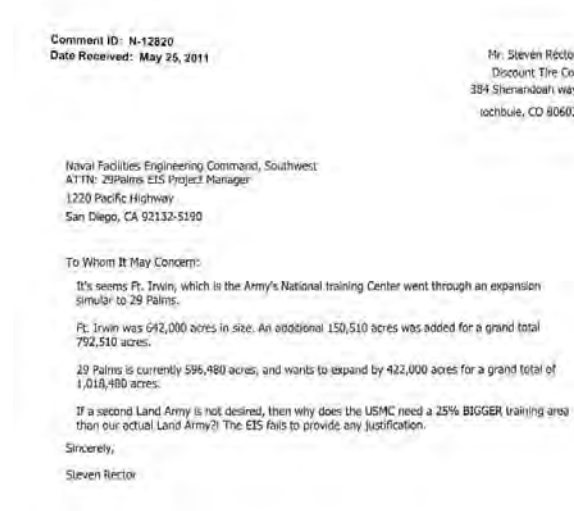 Comment ID: N-12820
Date Received: May 25, 2011
Mr. Steven Recto
Discount Tire Co
384 Shenandoah way
lochbuie, CO 8060
Naval Facilities Engineering Command, Southwest
ATTN: 29Palms EIS Project Manager
1220 Pacific Highway
San Diego, CA 92132-5190
To Whom It May Concern:
It's seems Ft. Irwin, which is the Army's National training Center went through an expansion
simular to 29 Palms.
Ft. Irwin was 642,000 acres in size. An additional 150,510 acres was added for a grand total
792,510 acres.
29 Palms is currently 596,480 acres, and wants to expand by 422,000 acres for a grand total of
1,018,480 acres.
If a second Land Army is not desired, then why does the USMC need a 25% BIGGER training area
than our actual Land Army?! The EIS fails to provide any justification.
Sincerely,
Steven Rector